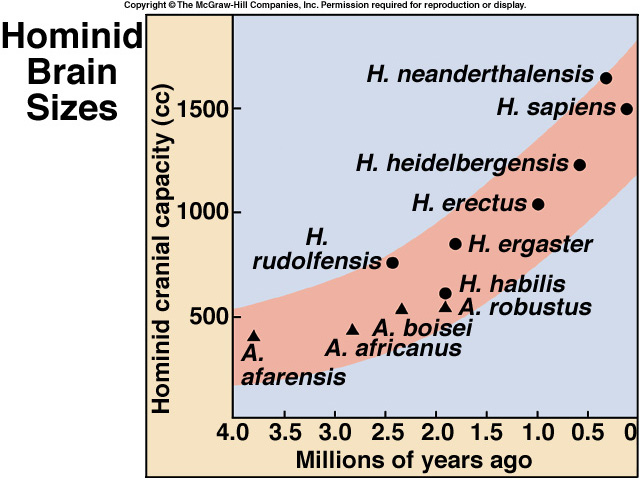 Copyright © The McGraw-Hill Companies, Inc. Permission required for reproduction or display.
Hominid
Brain
Sizes
Hominid cranial capacity (cc)
1500
1000
500
H. neanderthalensis
H. sapiens
H. heidelbergensis
H. erectus
H.
rudolfensis
H. ergaster
H. habilis
A. robustus
A. boisei
A. africanus
A.
afarensis
4.0 3.5 3.0 2.5 2.0 1.5 1.0 0.5 0
Millions of years ago